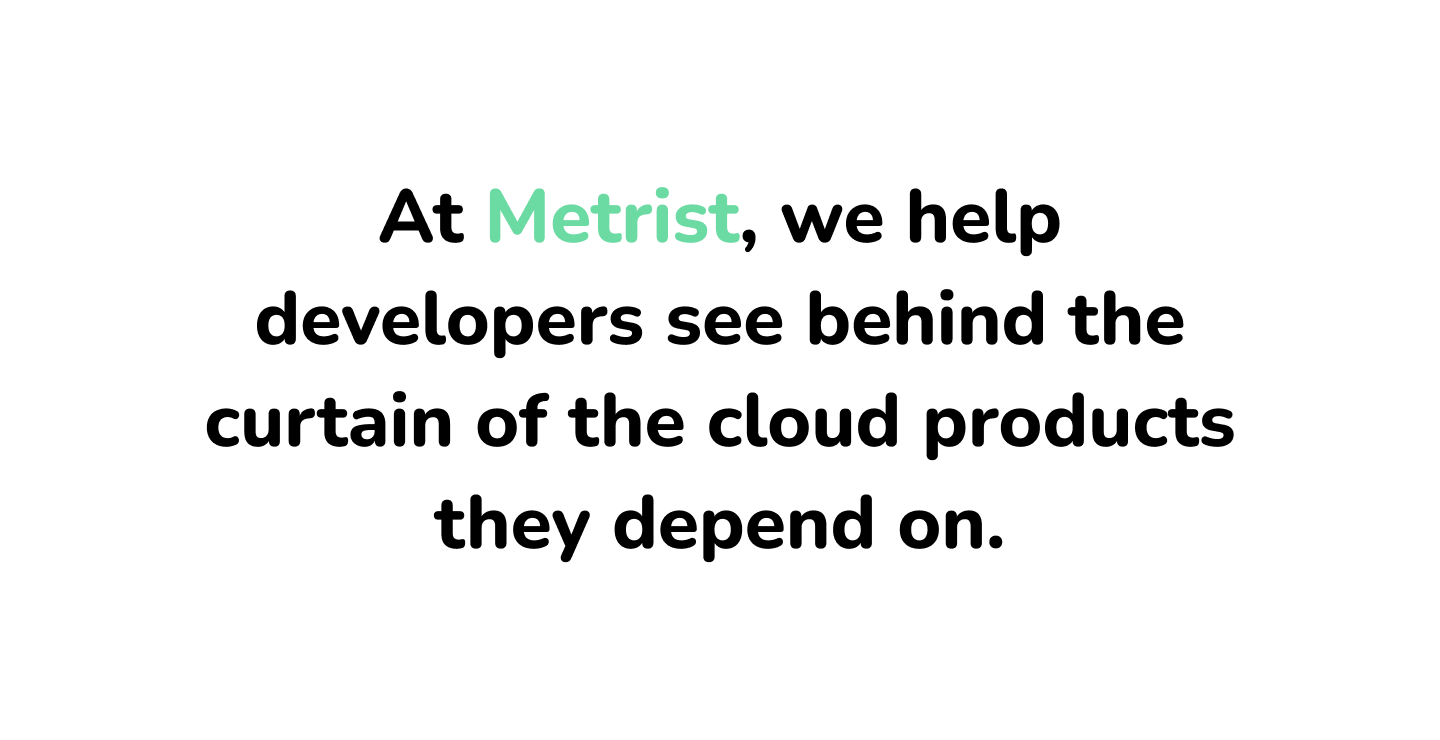 At Metrist, we help
developers see behind the
curtain of the cloud products
they depend on.